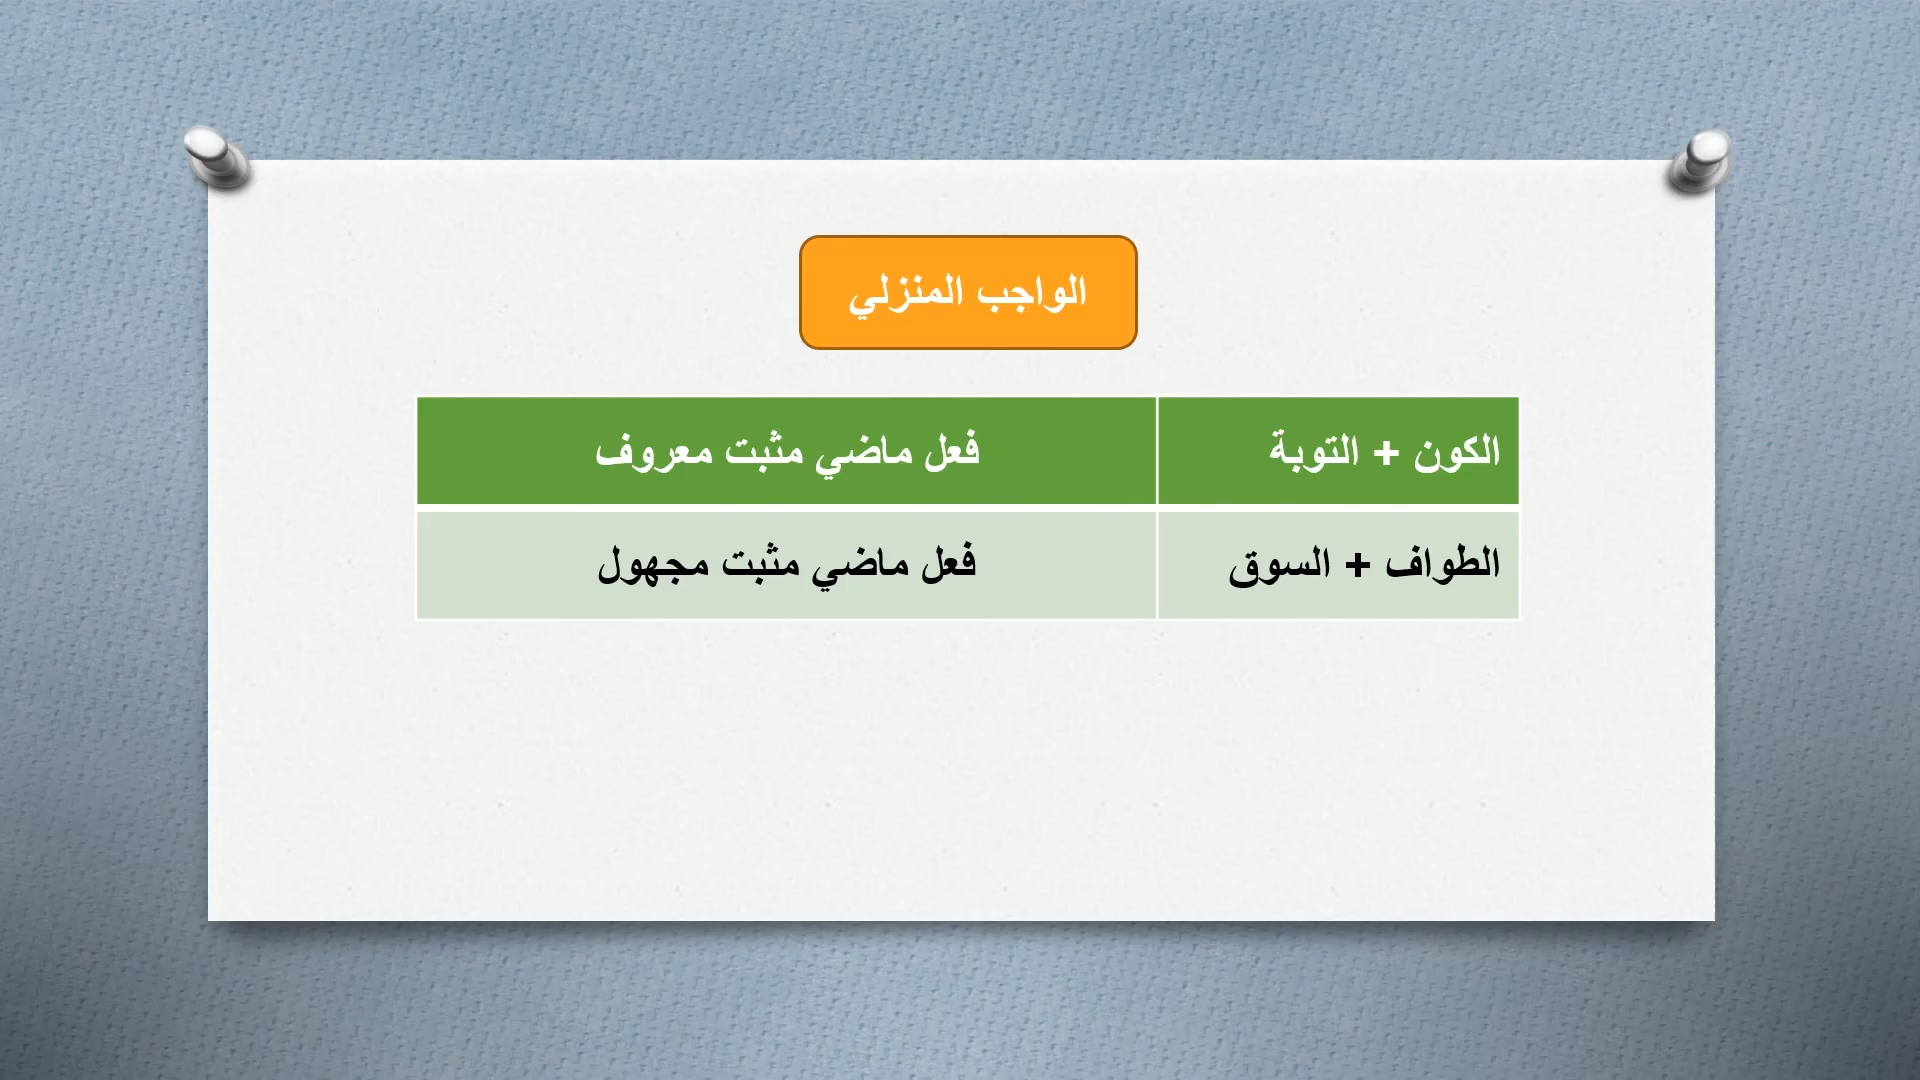 الواجب المنزلي
الكون + التوبة
فعل ماضي مثبت معروف
الطواف + السوق
فعل ماضي مثبت مجهول